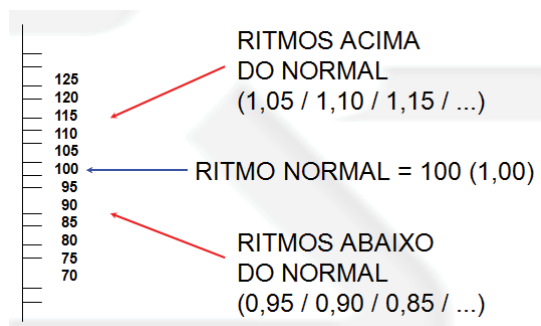 125
120
115
110
105
100
95
90
85
80
75
70
RITMOS ACIMA
DO NORMAL
(1,05 / 1,10 / 1,15 / ...)
RITMO NORMAL = 100 (1,00)
RITMOS ABAIXO
DO NORMAL
(0,95 / 0,90 / 0,85 / ...)